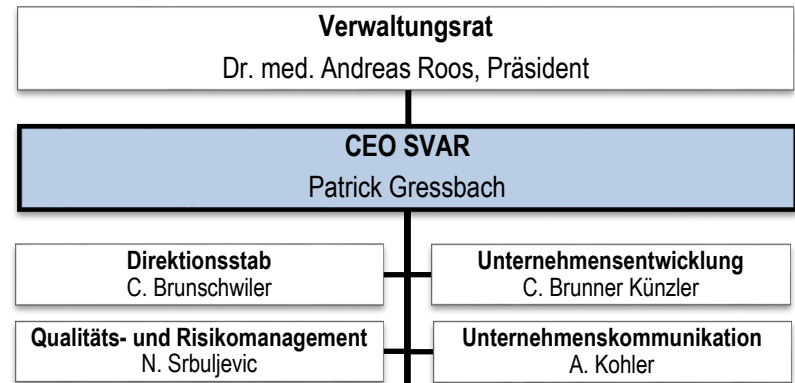 Verwaltungsrat
Dr. med. Andreas Roos, Präsident
CEO SVAR
Patrick Gressbach
Direktionsstab
C. Brunschwiler
Unternehmensentwicklung
C. Brunner Künzler
Qualitäts- und Risikomanagement
N. Srbuljevic
Unternehmenskommunikation
A. Kohler